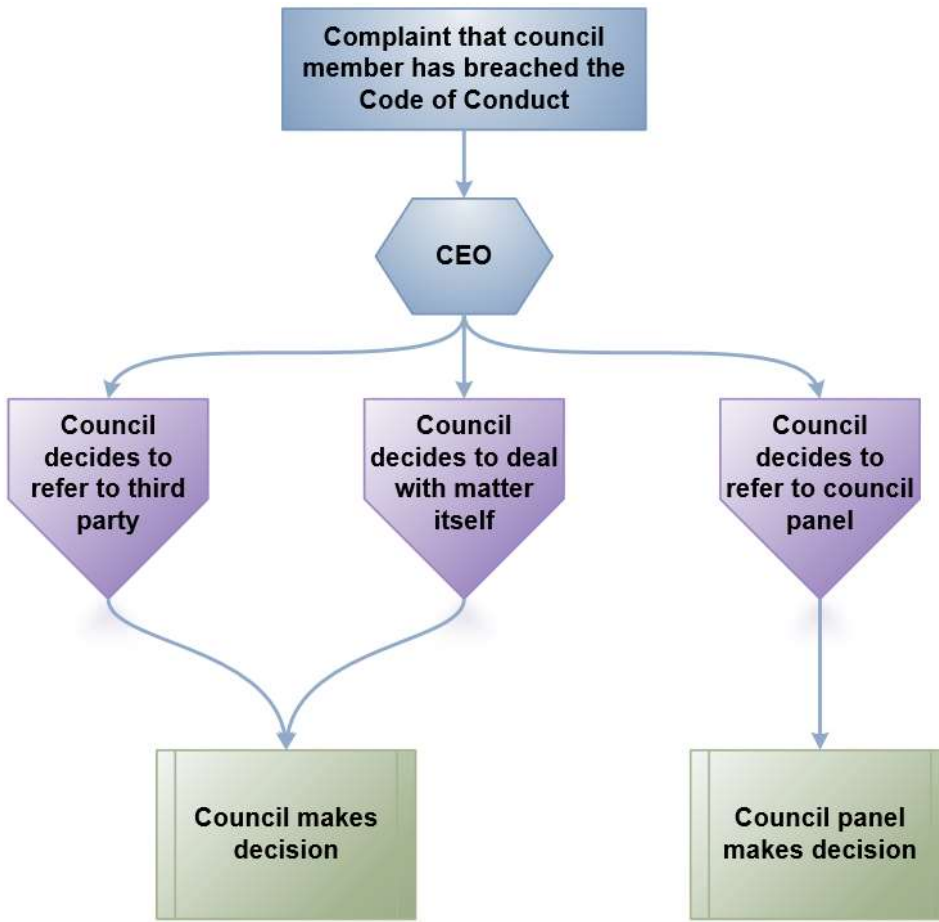 Complaint that council
member has breached the
Code of Conduct
CEO
Council
decides to
refer to third
party
Council
decides to deal
with matter
itself
Council
decides to
refer to council
panel
Council makes
decision
Council panel
makes decision